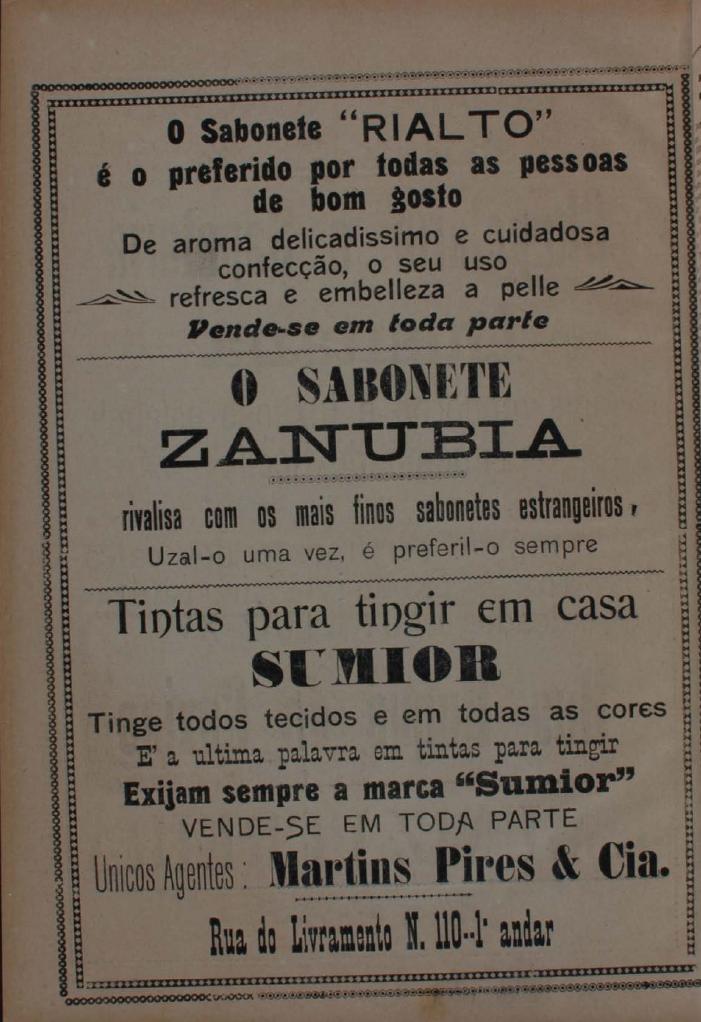 O Sabonete “RIALTO”
é o preferido por todas as pessoas
de bom gosto
De aroma delicadissimo e cuidadosa
confecção, o seu uso
refresca e embelleza a pelle
Vende-se em toda parte
O SABONETE
ZANUBIA
rivalisa com os mais finos sabonetes estrangeiros,
Uzal-o uma vez, é preferil-o sempre
Tintas para tingir em casa
SUMIOR
Tinge todos tecidos e em todas as cores
E' a ultima palavra em tintas para tingir
Exijam sempre a marca “Sumior”
VENDE-SE EM TODA PARTE
Unicos Agentes: Martins Pires & Cia.
Rua do Livramento N. 110--1º andar